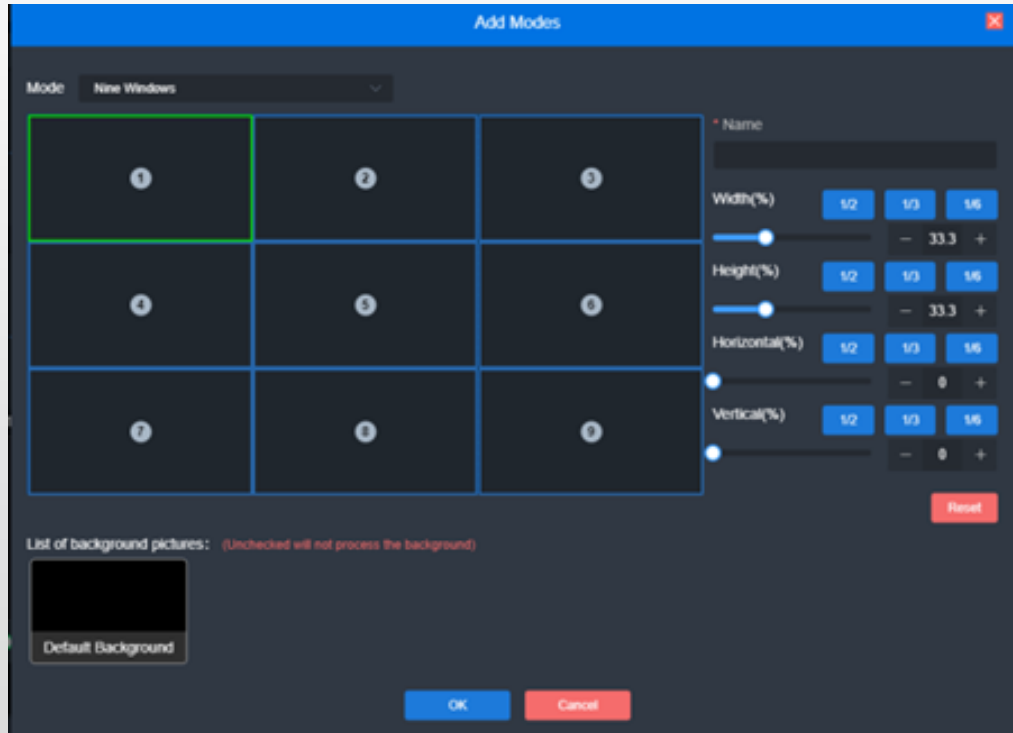 Add Modes
Mode Nine Windows
* Name
1 2 3
Width(%) 1/2 1/3 1/6
− 33.3 +
Height(%) 1/2 1/3 1/6
− 33.3 +
4 5 6
Horizontal(%) 1/2 1/3 1/6
− 0 +
Vertical(%) 1/2 1/3 1/6
7 8 9
− 0 +
Reset
List of background pictures: (Unchecked will not process the background)
Default Background
OK Cancel